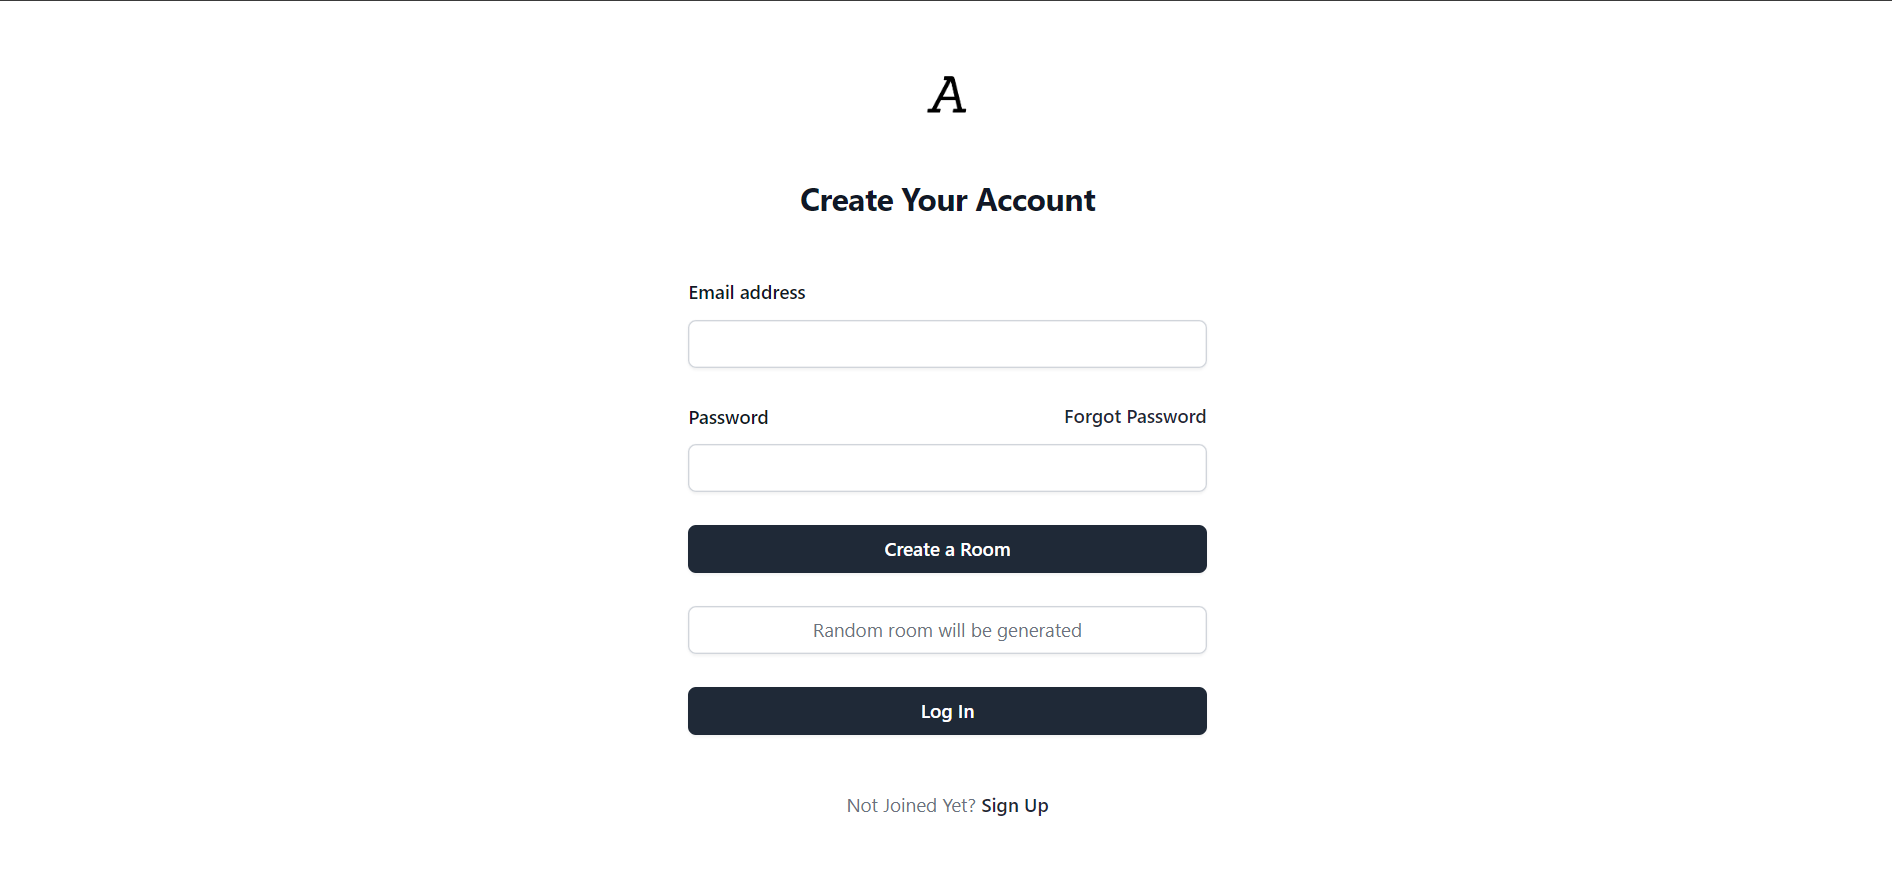 A
Create Your Account
Email address
Password Forgot Password
Create a Room
Random room will be generated
Log In
Not Joined Yet? Sign Up